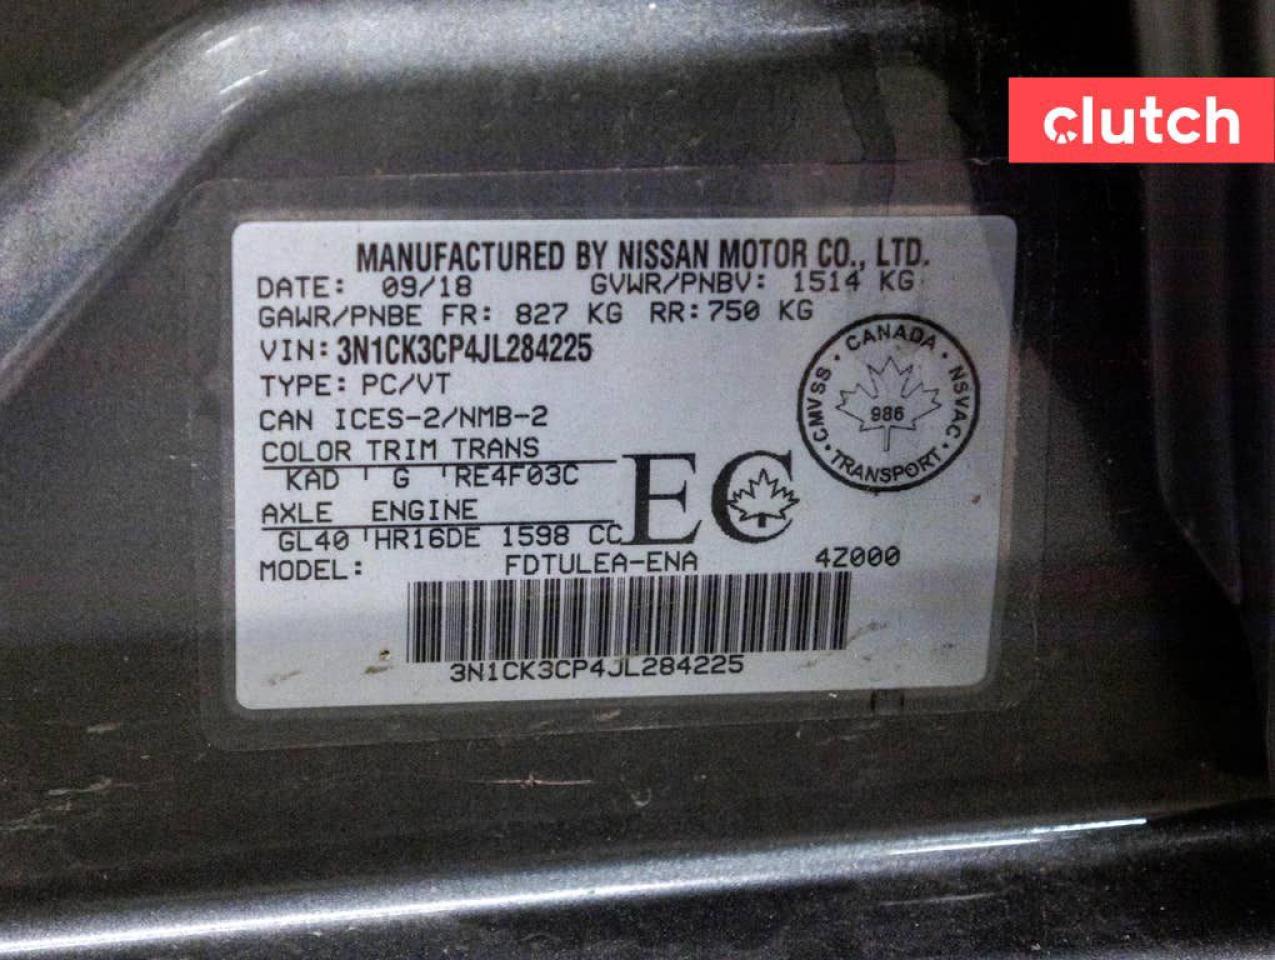 clutch
MANUFACTURED BY NISSAN MOTOR CO., LTD.
DATE: 09/18 GVWR/PNBV: 1514 KG
GAWR/PNBE FR: 827 KG RR: 750 KG
VIN: 3N1CK3CP4JL284225
TYPE: PC/VT
CAN ICES-2/NMB-2
COLOR TRIM TRANS
KAD G RE4F03C
AXLE ENGINE
GL40 HR16DE 1598 CC
EC
MODEL: FDTULEA-ENA 4Z000
3N1CK3CP4JL284225
CANADA · NSVAC · TRANSPORT · CMVSS ·
986